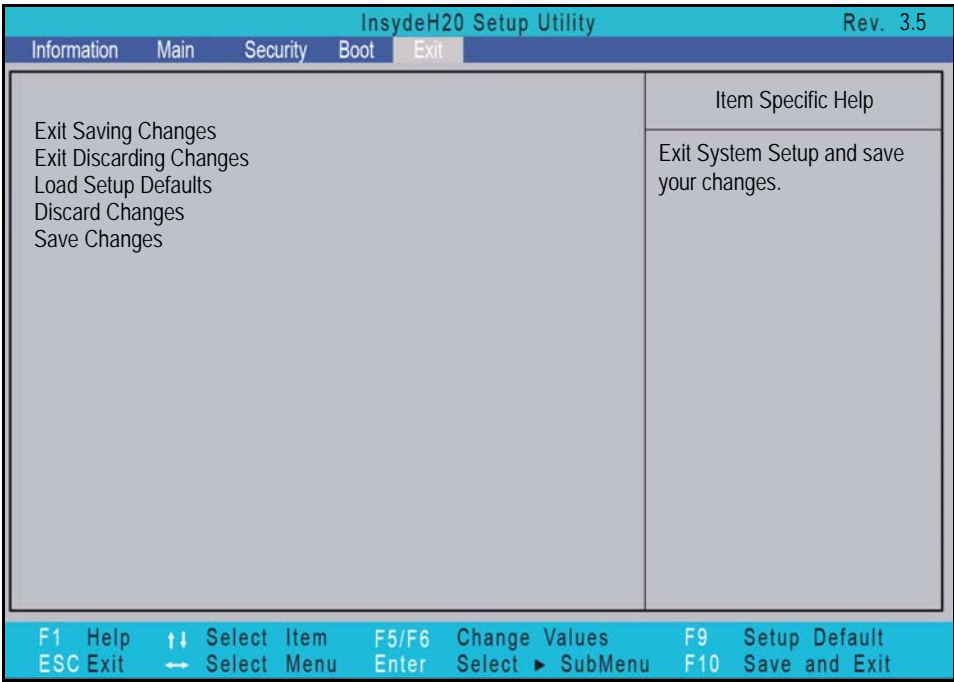 InsydeH20 Setup Utility Rev. 3.5
Information Main Security Boot Exit
Item Specific Help
Exit System Setup and save
your changes.
Exit Saving Changes
Exit Discarding Changes
Load Setup Defaults
Discard Changes
Save Changes
F1 Help ↑↓ Select Item F5/F6 Change Values F9 Setup Default
ESC Exit ↔ Select Menu Enter Select ► SubMenu F10 Save and Exit